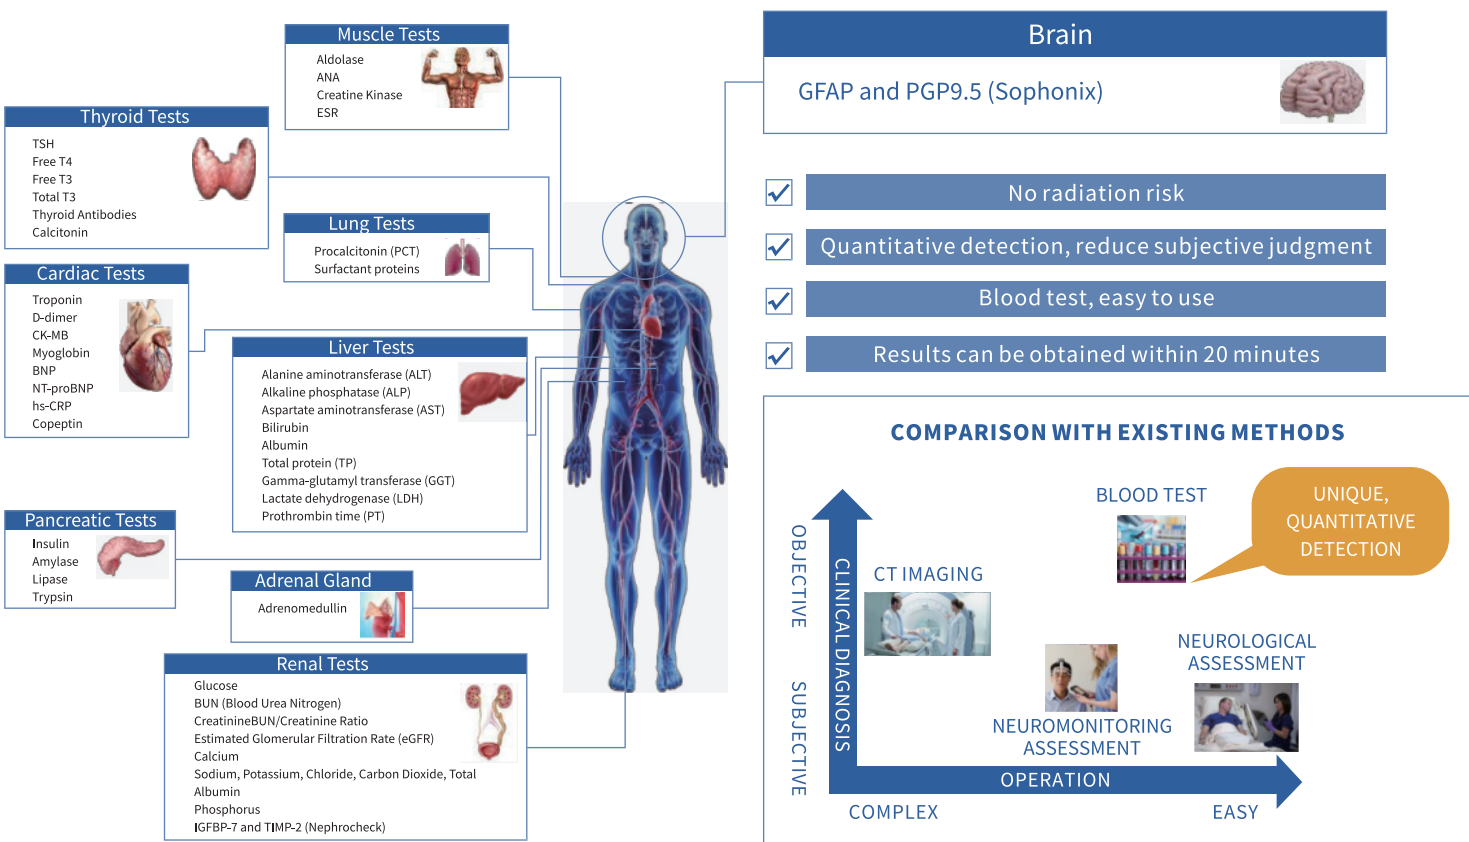 Muscle Tests
Aldolase
ANA
Creatine Kinase
ESR
Thyroid Tests
TSH
Free T4
Free T3
Total T3
Thyroid Antibodies
Calcitonin
Lung Tests
Procalcitonin (PCT)
Surfactant proteins
Cardiac Tests
Troponin
D-dimer
CK-MB
Myoglobin
BNP
NT-proBNP
hs-CRP
Copeptin
Liver Tests
Alanine aminotransferase (ALT)
Alkaline phosphatase (ALP)
Aspartate aminotransferase (AST)
Bilirubin
Albumin
Total protein (TP)
Gamma-glutamyl transferase (GGT)
Lactate dehydrogenase (LDH)
Prothrombin time (PT)
Pancreatic Tests
Insulin
Amylase
Lipase
Trypsin
Adrenal Gland
Adrenomedullin
Renal Tests
Glucose
BUN (Blood Urea Nitrogen)
CreatinineBUN/Creatinine Ratio
Estimated Glomerular Filtration Rate (eGFR)
Calcium
Sodium, Potassium, Chloride, Carbon Dioxide, Total
Albumin
Phosphorus
IGFBP-7 and TIMP-2 (Nephrocheck)
Brain
GFAP and PGP9.5 (Sophonix)
No radiation risk
Quantitative detection, reduce subjective judgment
Blood test, easy to use
Results can be obtained within 20 minutes
COMPARISON WITH EXISTING METHODS
BLOOD TEST
UNIQUE,
QUANTITATIVE
DETECTION
OBJECTIVE
SUBJECTIVE
CLINICAL DIAGNOSIS
CT IMAGING
NEUROLOGICAL
ASSESSMENT
NEUROMONITORING
ASSESSMENT
OPERATION
COMPLEX
EASY